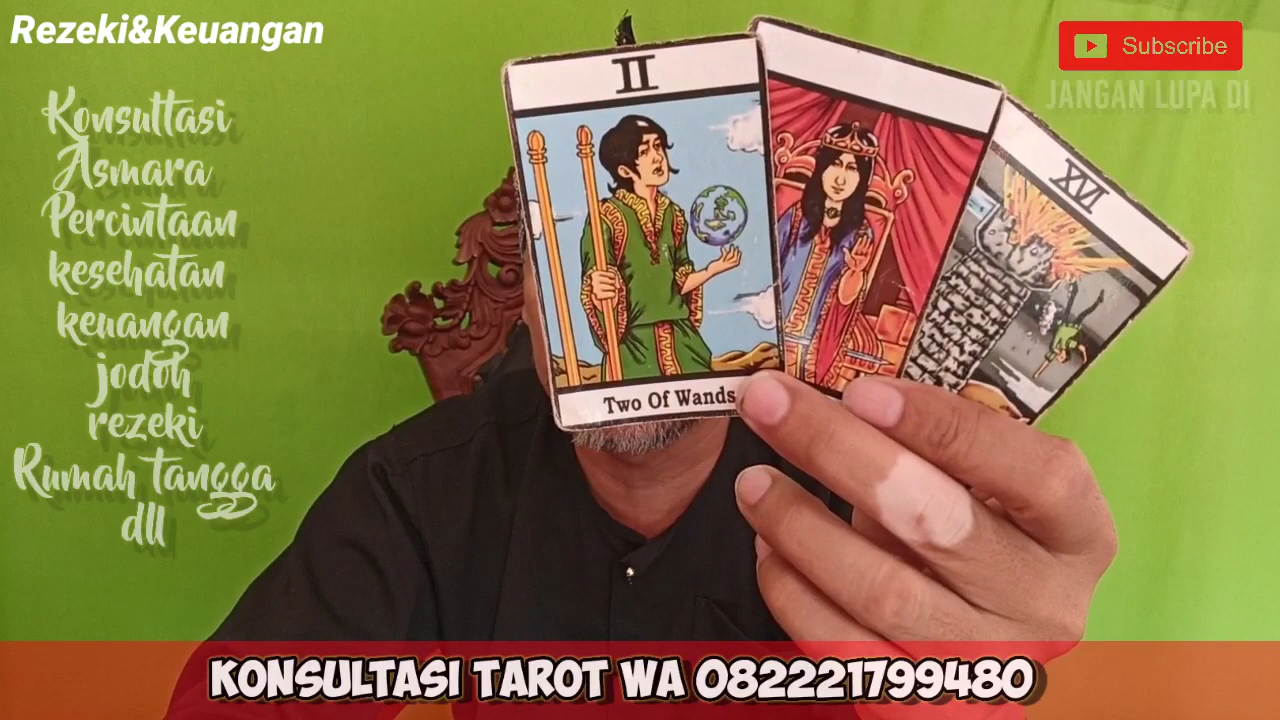 Rezeki&Keuangan
Subscribe
JANGAN LUPA DI
Konsultasi
Asmara
Percintaan
kesehatan
keuangan
jodoh
rezeki
Rumah tangga
dll
II
XVI
Two Of Wands
KONSULTASI TAROT WA 082221799480